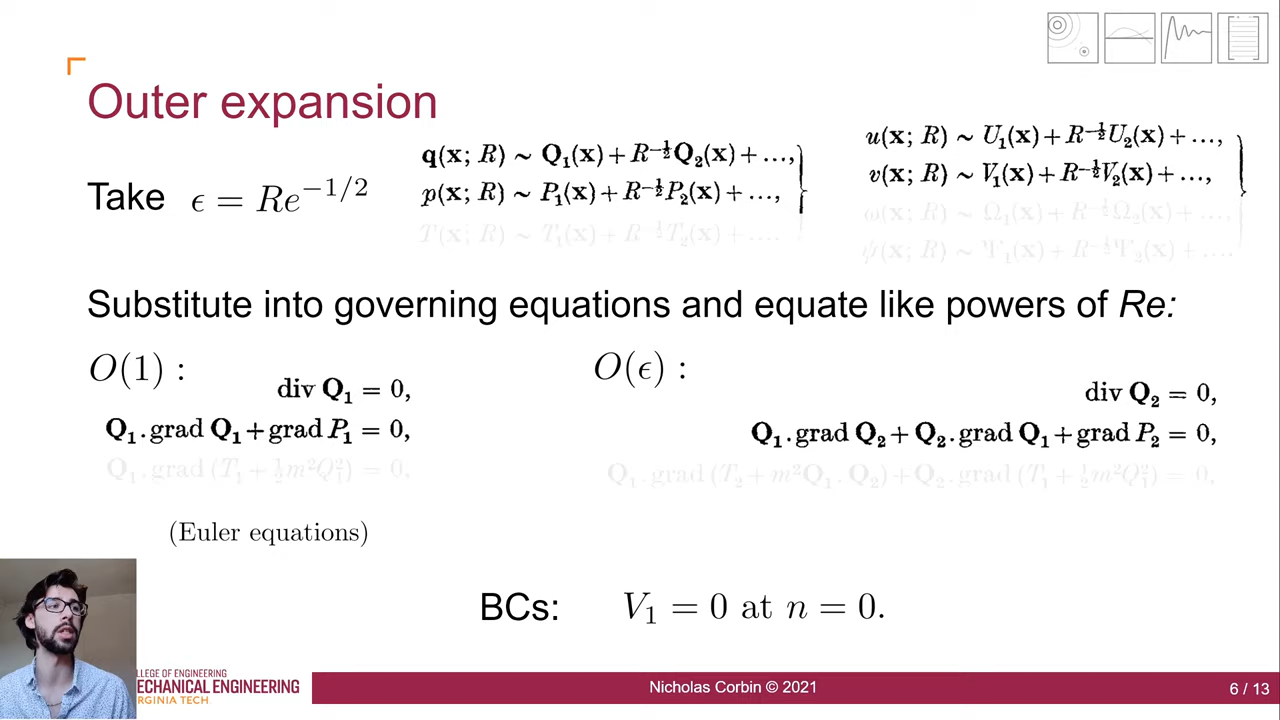 Outer expansion
Take ϵ = Re^{−1/2}
q(x; R) ∼ Q₁(x)+R^{−½}Q₂(x)+…,
p(x; R) ∼ P₁(x)+R^{−½}P₂(x)+…,
T(x; R) ∼ T₁(x)+R^{−½}T₂(x)+….
u(x; R) ∼ U₁(x)+R^{−½}U₂(x)+…,
v(x; R) ∼ V₁(x)+R^{−½}V₂(x)+…,
ω(x; R) ∼ Ω₁(x)+R^{−½}Ω₂(x)+…,
ψ(x; R) ∼ Ψ₁(x)+R^{−½}Ψ₂(x)+….
Substitute into governing equations and equate like powers of Re:
O(1) :
div Q₁ = 0,
Q₁.grad Q₁+grad P₁ = 0,
Q₁.grad (T₁+½m²Q₁²) = 0,
(Euler equations)
O(ϵ) :
div Q₂ = 0,
Q₁.grad Q₂+Q₂.grad Q₁+grad P₂ = 0,
Q₁.grad (T₂+m²Q₁.Q₂)+Q₂.grad (T₁+½m²Q₁²) = 0,
BCs: V₁ = 0 at n = 0.
LLEGE OF ENGINEERING
ECHANICAL ENGINEERING
RGINIA TECH
Nicholas Corbin © 2021
6 / 13